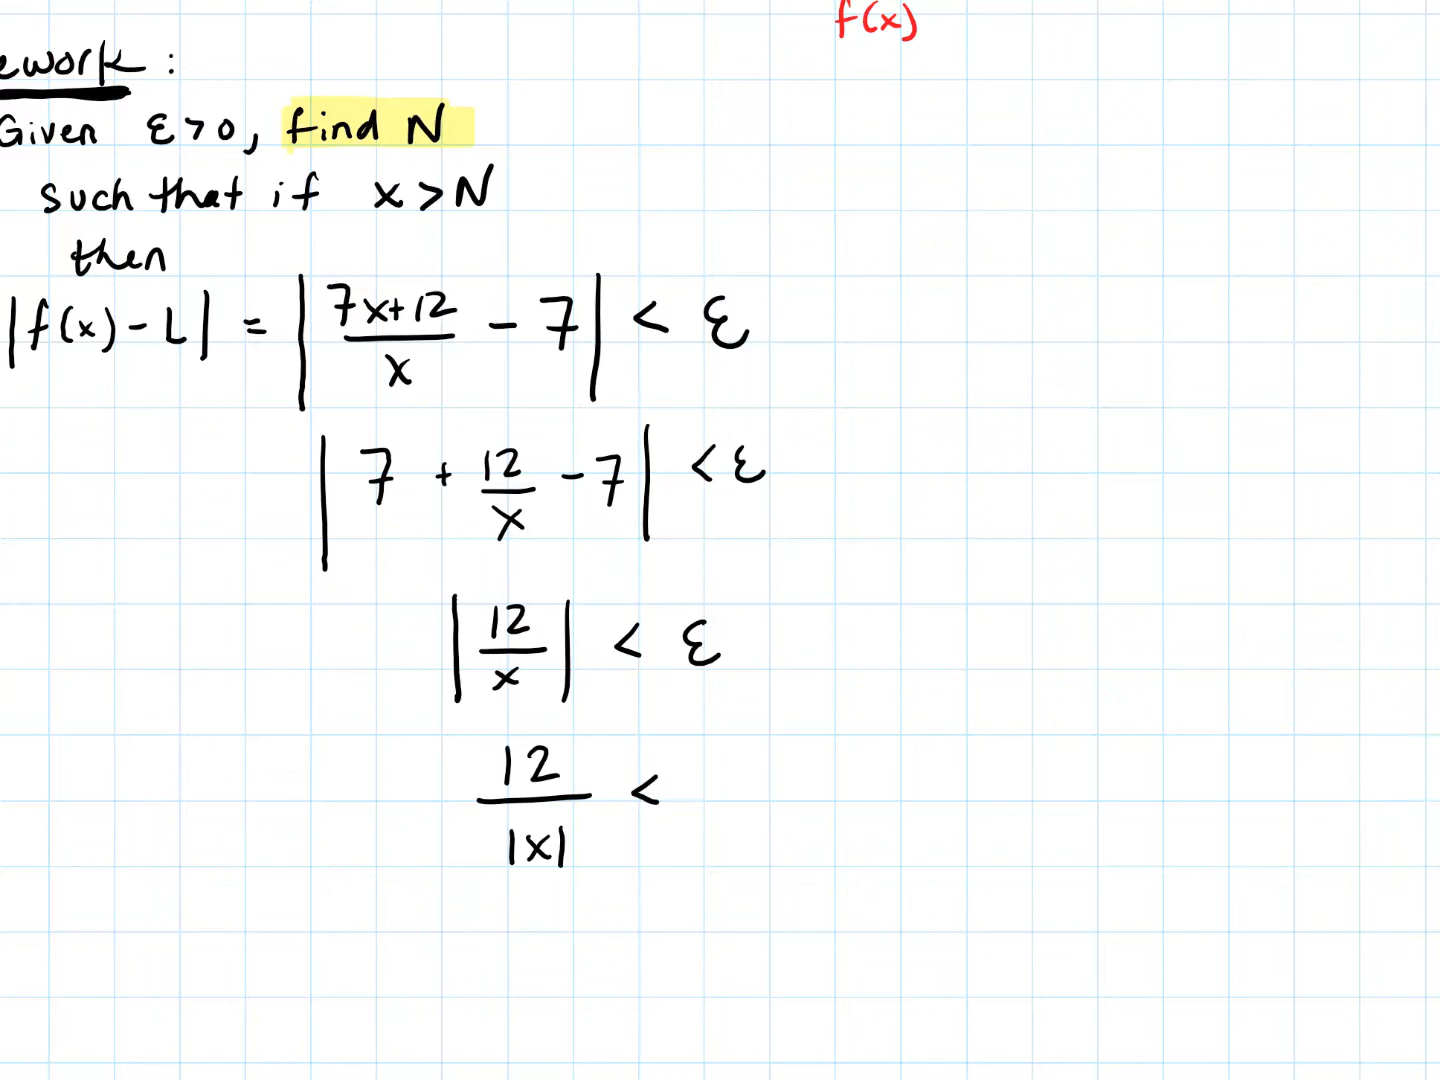 f(x)
ework :
Given ε > 0, find N
such that if x > N
then
|f(x) - L| = | (7x+12)/x - 7 | < ε
| 7 + 12/x - 7 | < ε
| 12/x | < ε
12/|x| <